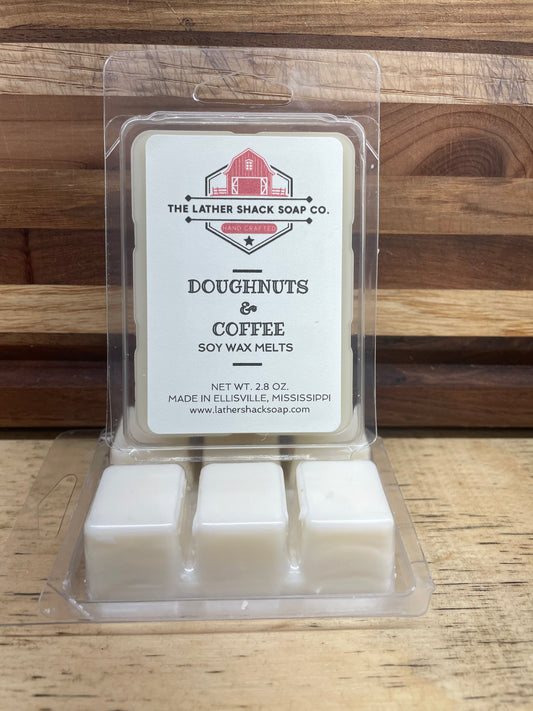 THE LATHER SHACK SOAP CO.
HAND CRAFTED
DOUGHNUTS
&
COFFEE
SOY WAX MELTS
NET WT. 2.8 OZ.
MADE IN ELLISVILLE, MISSISSIPPI
www.lathershacksoap.com